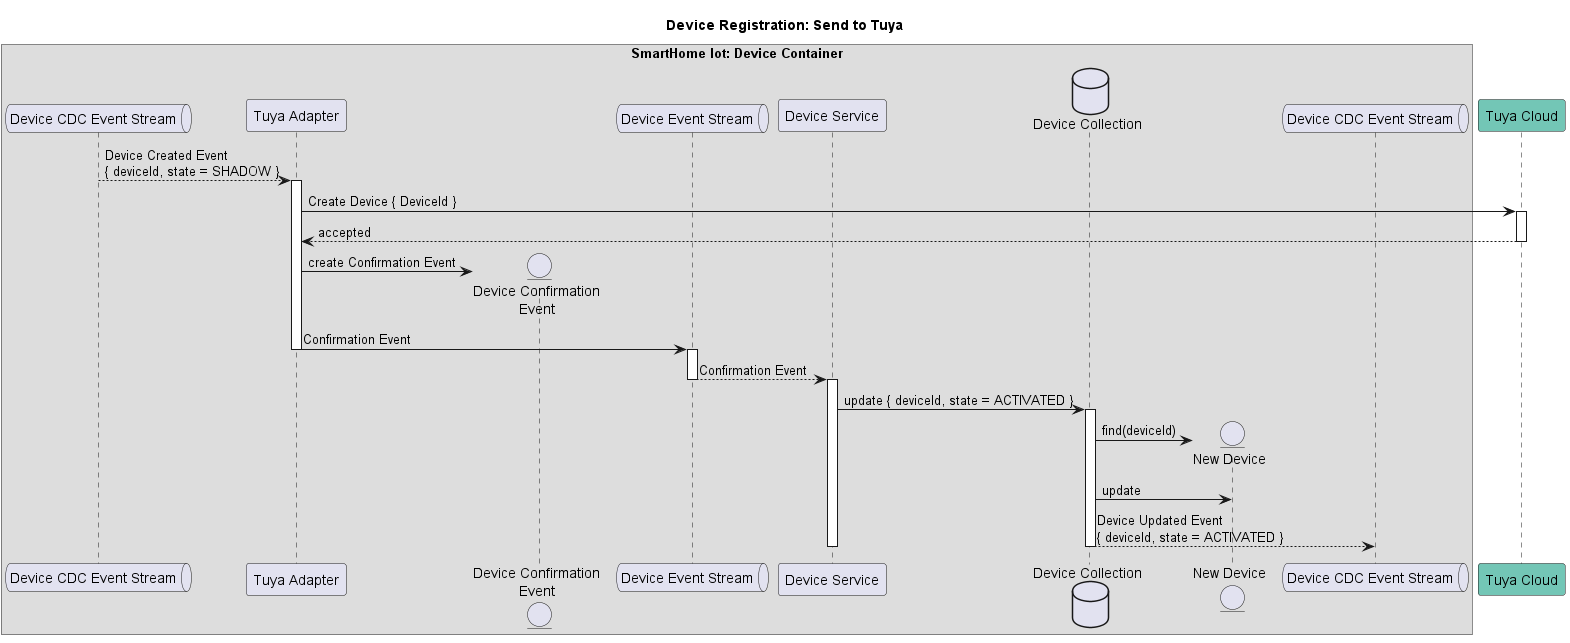 Device Registration: Send to Tuya
SmartHome Iot: Device Container
Device CDC Event Stream
Tuya Adapter
Device Event Stream
Device Service
Device Collection
Device CDC Event Stream
Tuya Cloud
Device Created Event
{ deviceId, state = SHADOW }
Create Device { DeviceId }
accepted
create Confirmation Event
Device Confirmation
Event
Confirmation Event
Confirmation Event
update { deviceId, state = ACTIVATED }
find(deviceId)
New Device
update
Device Updated Event
{ deviceId, state = ACTIVATED }
Device CDC Event Stream
Tuya Adapter
Device Confirmation
Event
Device Event Stream
Device Service
Device Collection
New Device
Device CDC Event Stream
Tuya Cloud